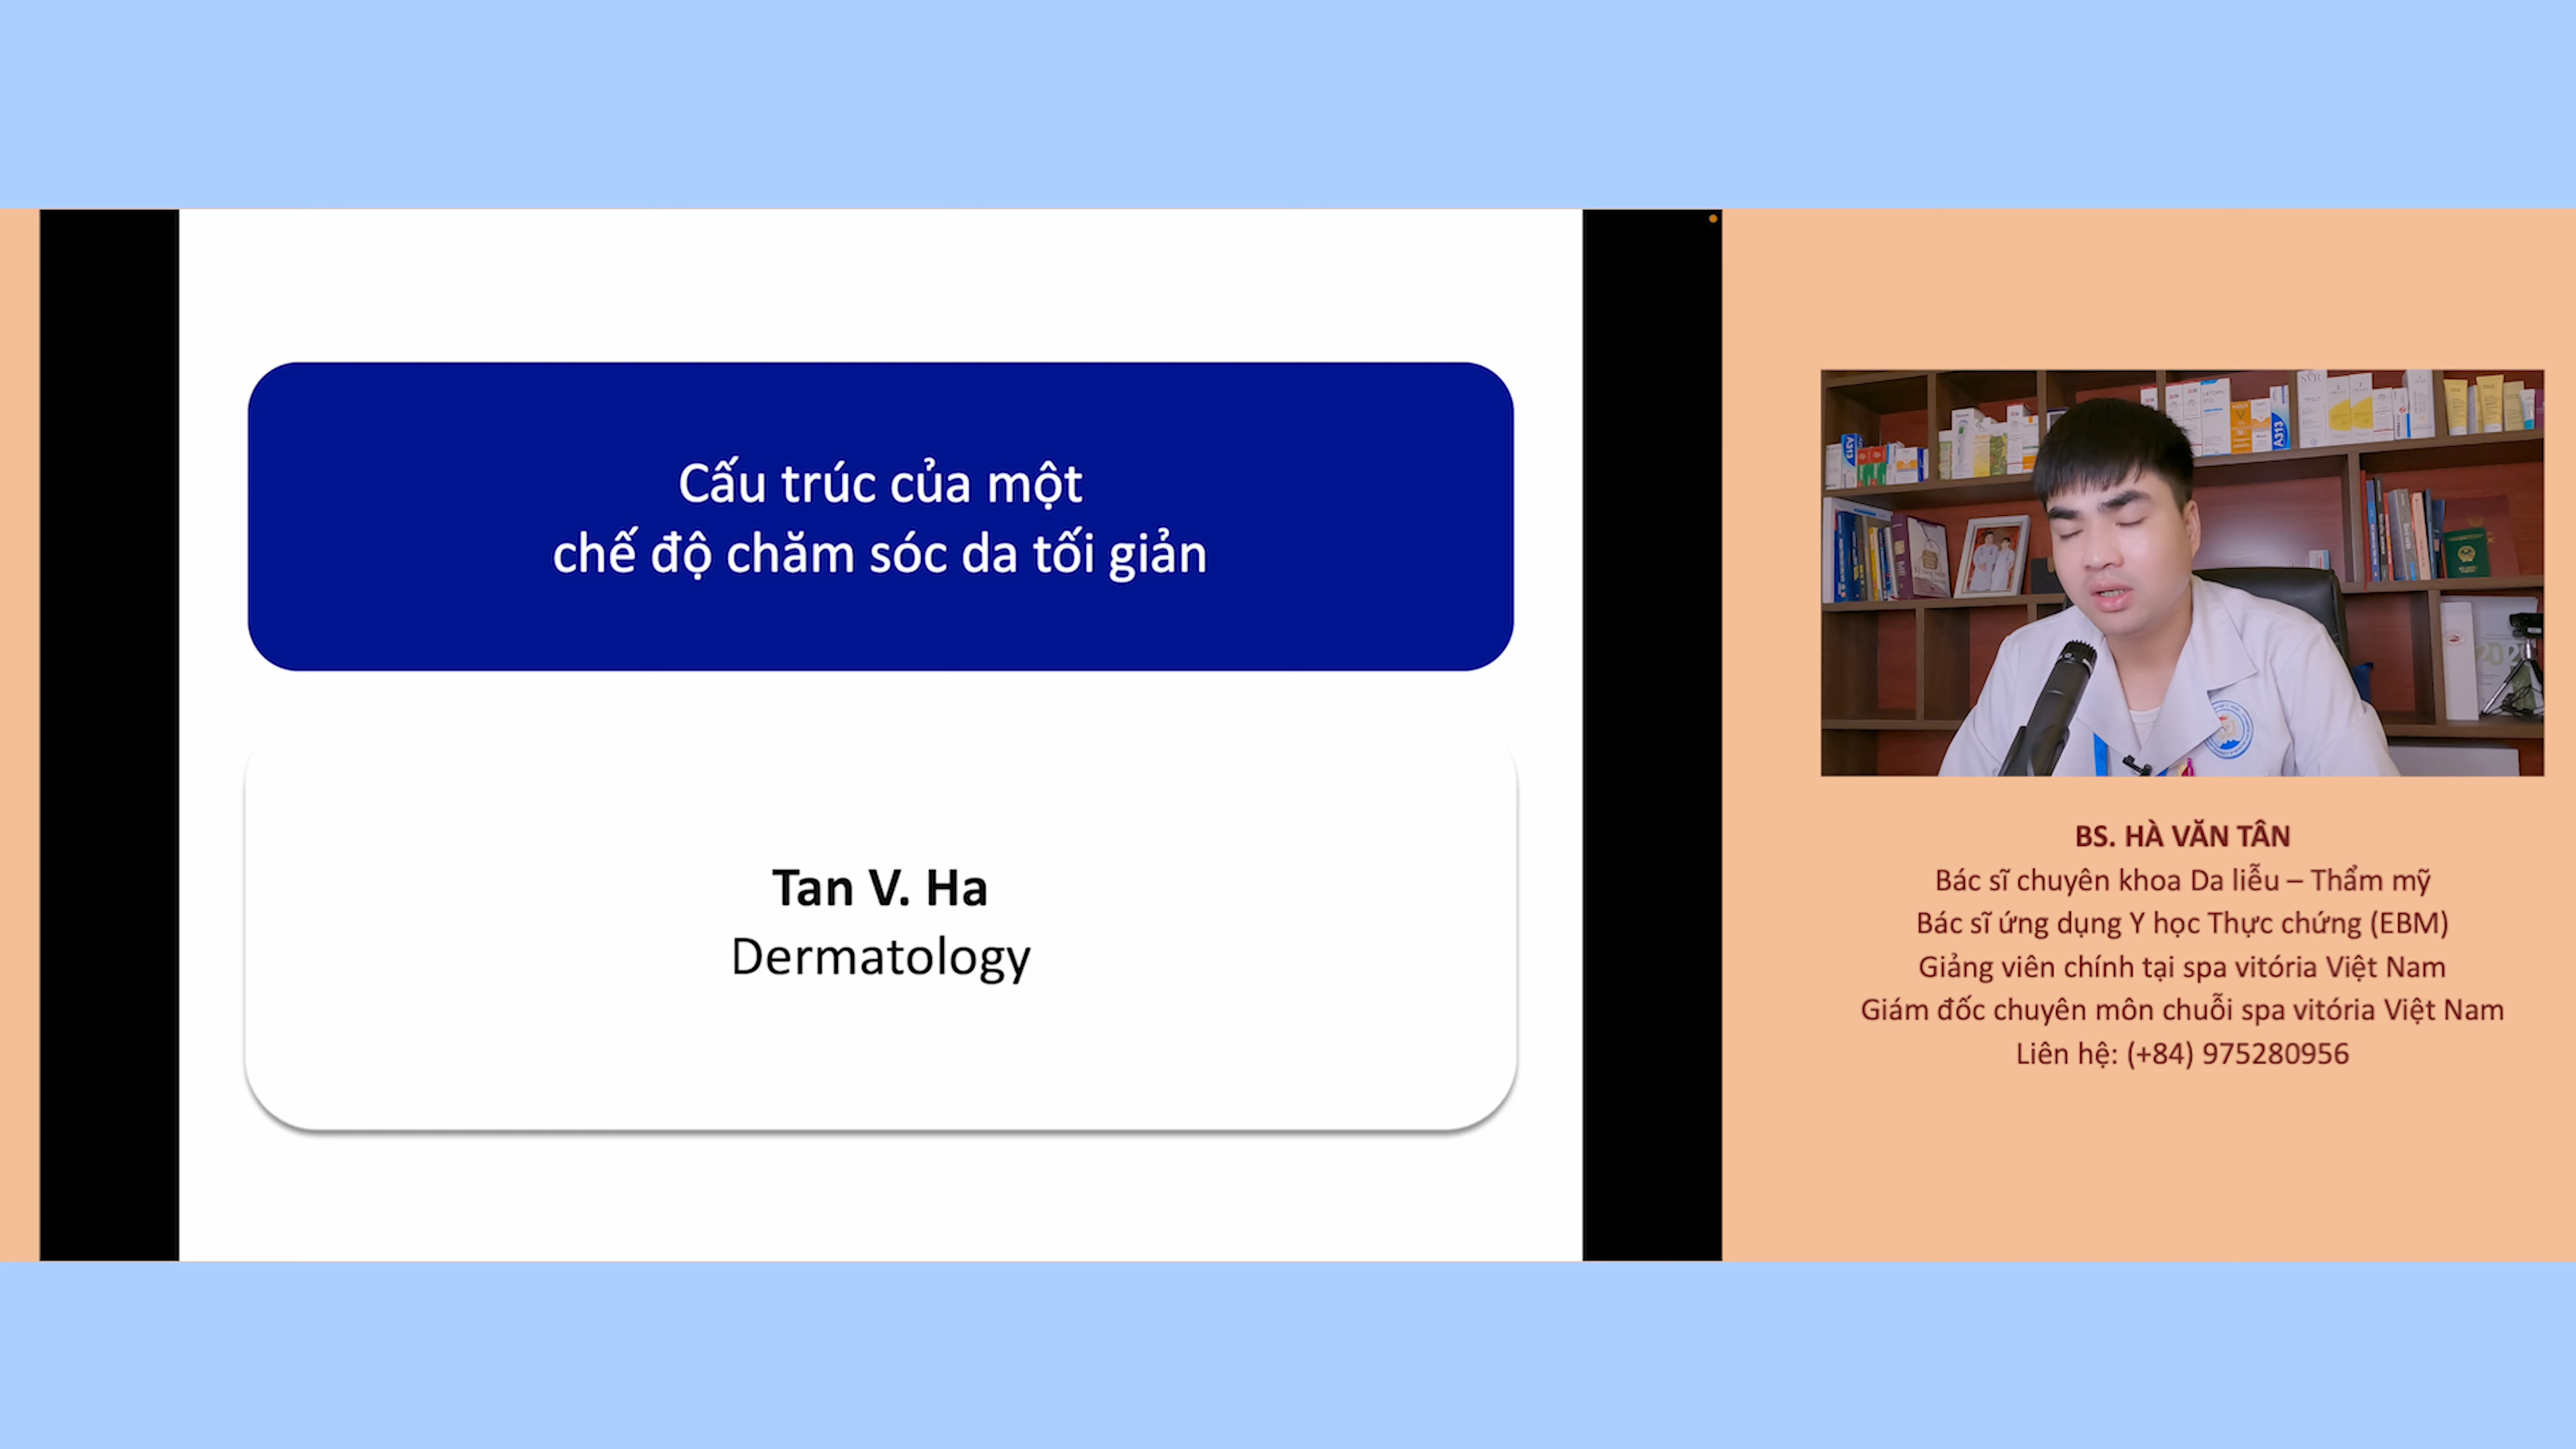 Cấu trúc của một
chế độ chăm sóc da tối giản
Tan V. Ha
Dermatology
SVR
A313
BS. HÀ VĂN TÂN
Bác sĩ chuyên khoa Da liễu – Thẩm mỹ
Bác sĩ ứng dụng Y học Thực chứng (EBM)
Giảng viên chính tại spa vitória Việt Nam
Giám đốc chuyên môn chuỗi spa vitória Việt Nam
Liên hệ: (+84) 975280956